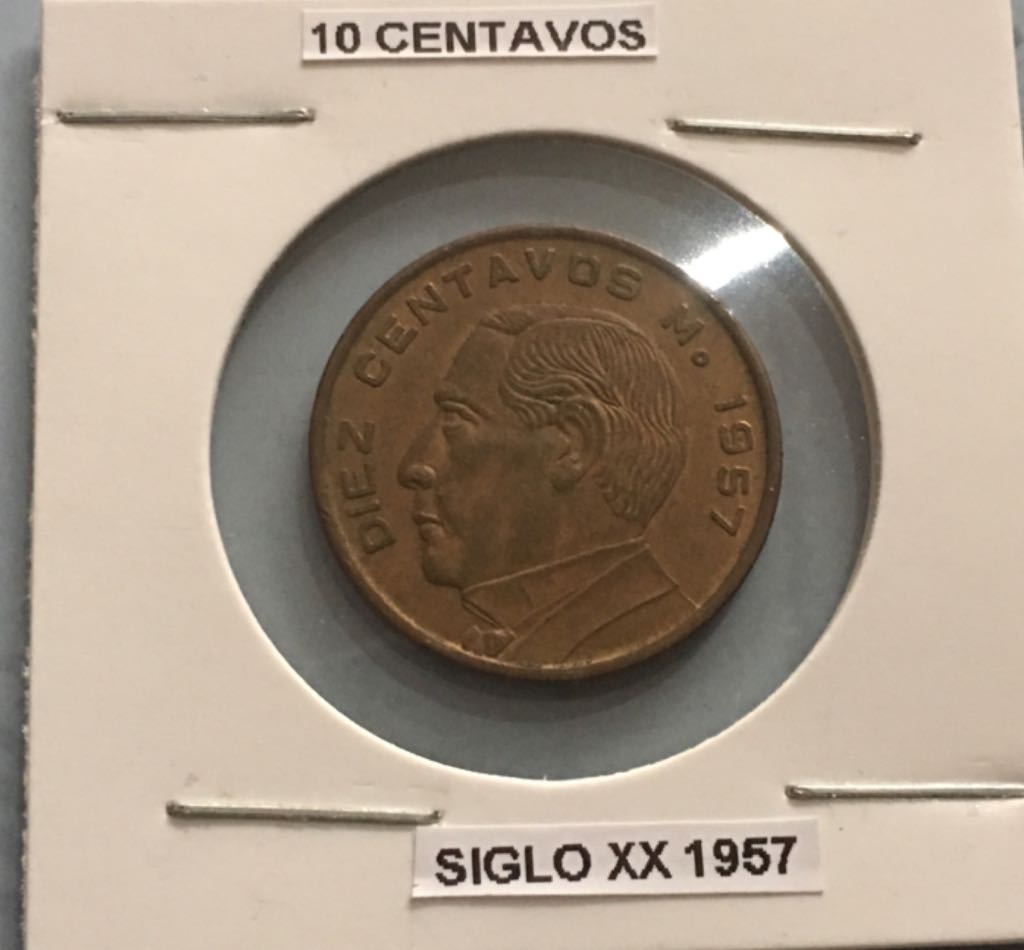 10 CENTAVOS
DIEZ CENTAVOS Mo 1957
SIGLO XX 1957